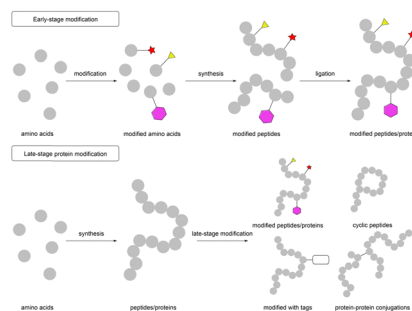 Early-stage modification
modification
synthesis
ligation
amino acids
modified amino acids
modified peptides
modified peptides/prote
Late-stage protein modification
synthesis
late-stage modification
modified peptides/proteins
cyclic peptides
amino acids
peptides/proteins
modified with tags
protein-protein conjugations